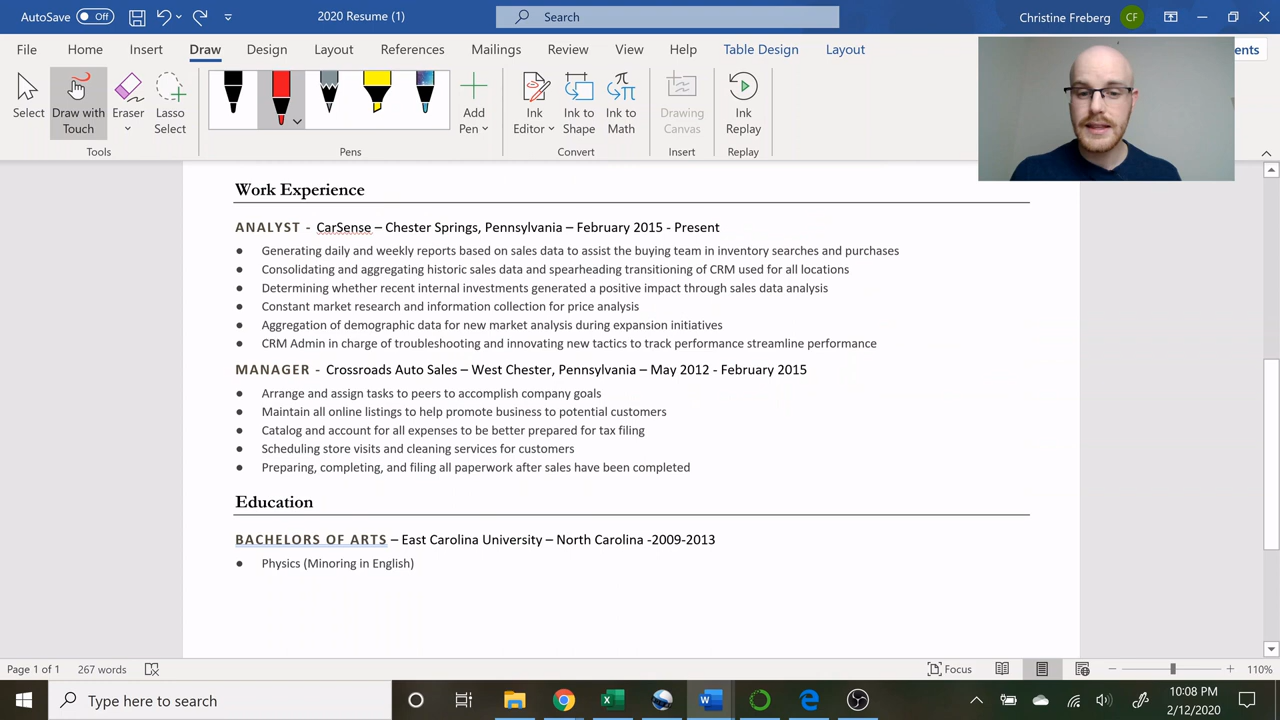 AutoSave Off 2020 Resume (1) Search Christine Freberg CF
File Home Insert Draw Design Layout References Mailings Review View Help Table Design Layout
Select Draw with Touch Eraser Lasso Select Add Pen Ink Editor Ink to Shape Ink to Math Drawing Canvas Ink Replay
Tools Pens Convert Insert Replay
Work Experience
ANALYST - CarSense – Chester Springs, Pennsylvania – February 2015 - Present
● Generating daily and weekly reports based on sales data to assist the buying team in inventory searches and purchases
● Consolidating and aggregating historic sales data and spearheading transitioning of CRM used for all locations
● Determining whether recent internal investments generated a positive impact through sales data analysis
● Constant market research and information collection for price analysis
● Aggregation of demographic data for new market analysis during expansion initiatives
● CRM Admin in charge of troubleshooting and innovating new tactics to track performance streamline performance
MANAGER - Crossroads Auto Sales – West Chester, Pennsylvania – May 2012 - February 2015
● Arrange and assign tasks to peers to accomplish company goals
● Maintain all online listings to help promote business to potential customers
● Catalog and account for all expenses to be better prepared for tax filing
● Scheduling store visits and cleaning services for customers
● Preparing, completing, and filing all paperwork after sales have been completed
Education
BACHELORS OF ARTS – East Carolina University – North Carolina -2009-2013
● Physics (Minoring in English)
Page 1 of 1 267 words Focus 110%
Type here to search 10:08 PM
2/12/2020